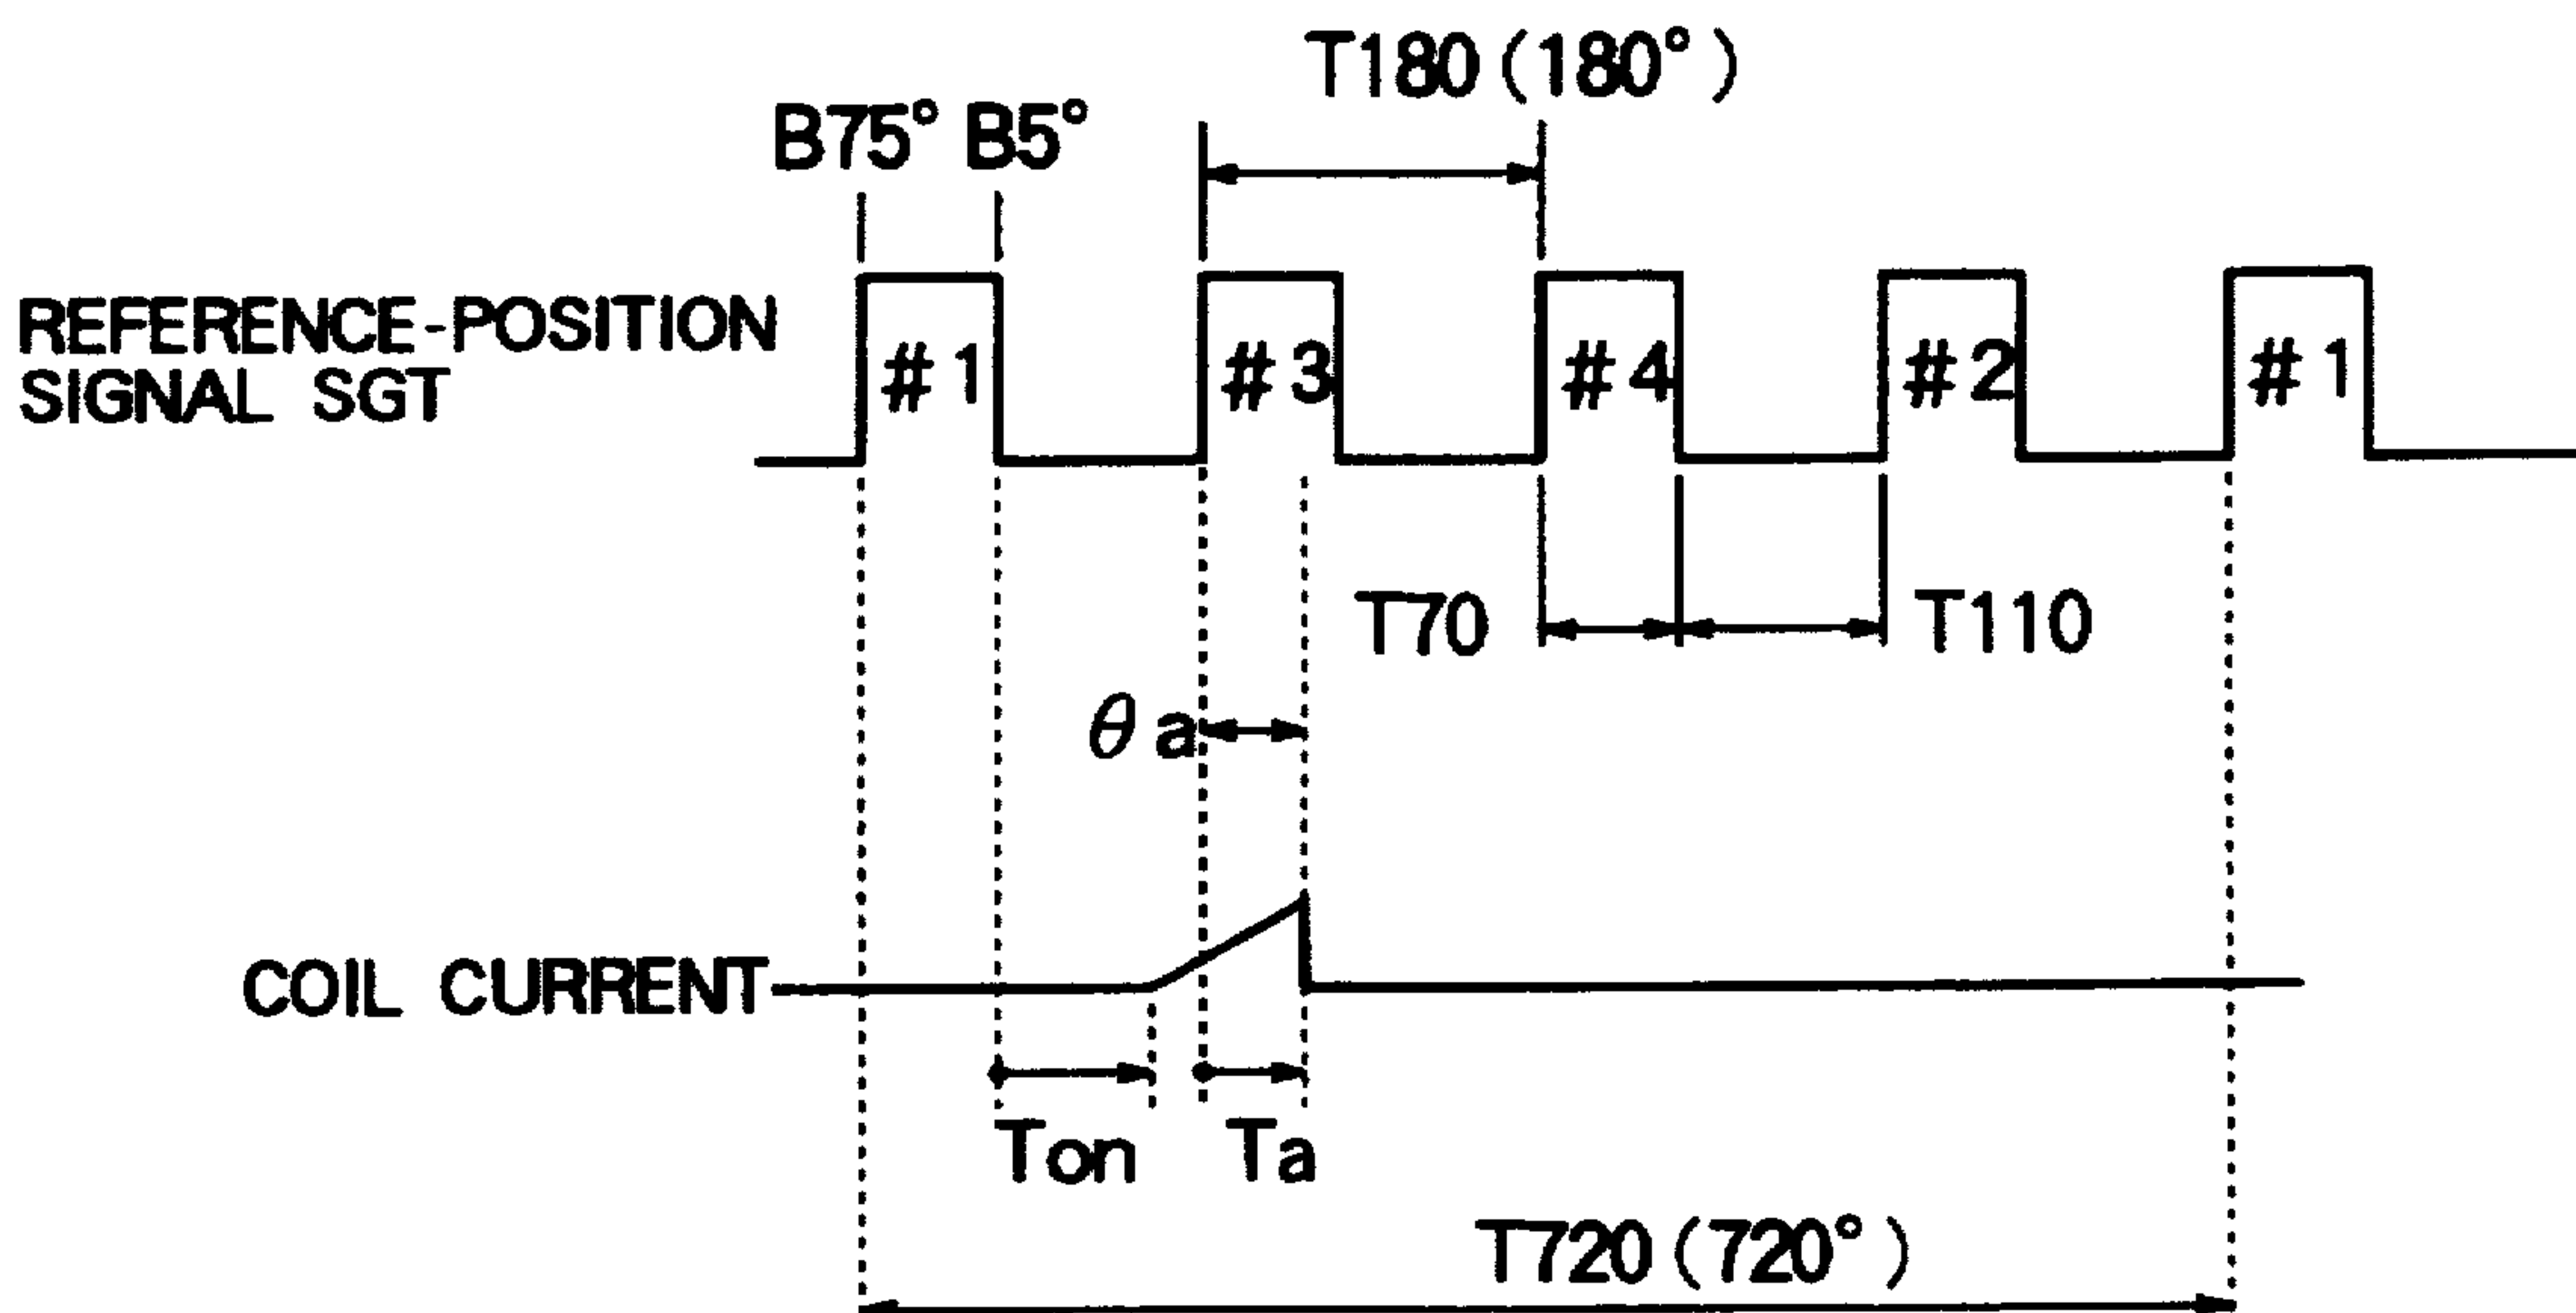 T180 (180°)
B75° B5°
REFERENCE-POSITION
SIGNAL SGT
#1 #3 #4 #2 #1
T70 T110
θa
COIL CURRENT
Ton Ta
T720 (720°)